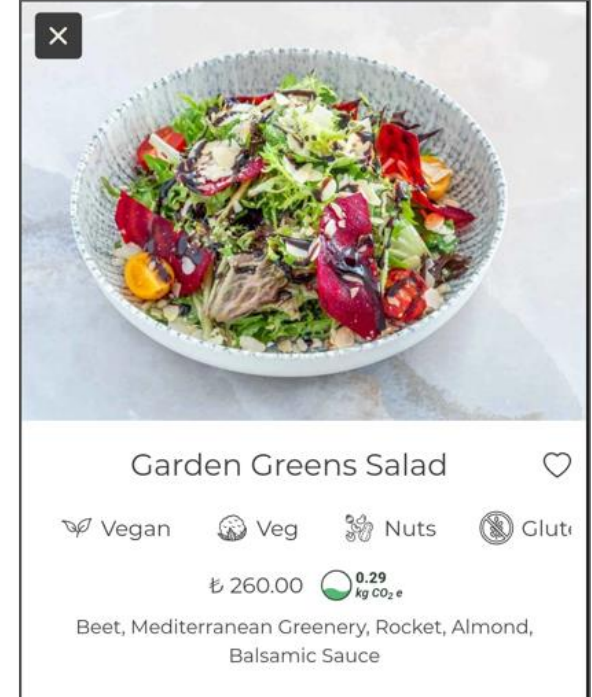 Garden Greens Salad
Vegan Veg Nuts Glut
₺ 260.00 0.29
kg CO₂ e
Beet, Mediterranean Greenery, Rocket, Almond,
Balsamic Sauce